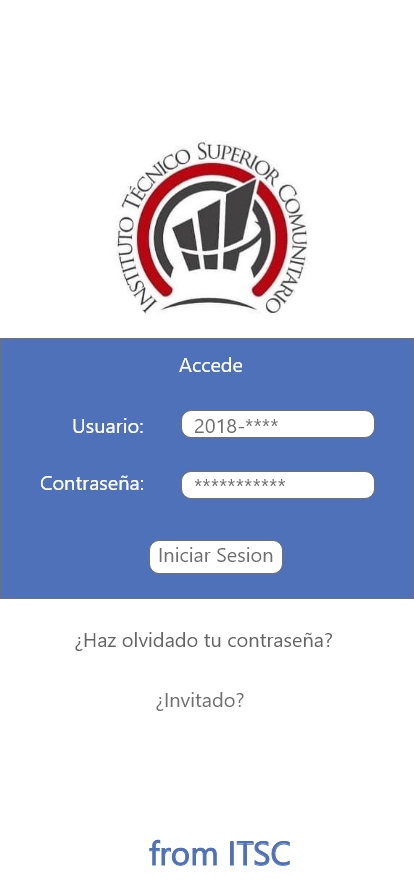 INSTITUTO TÉCNICO SUPERIOR COMUNITARIO
Accede
Usuario: 2018-****
Contraseña: ***********
Iniciar Sesion
¿Haz olvidado tu contraseña?
¿Invitado?
from ITSC